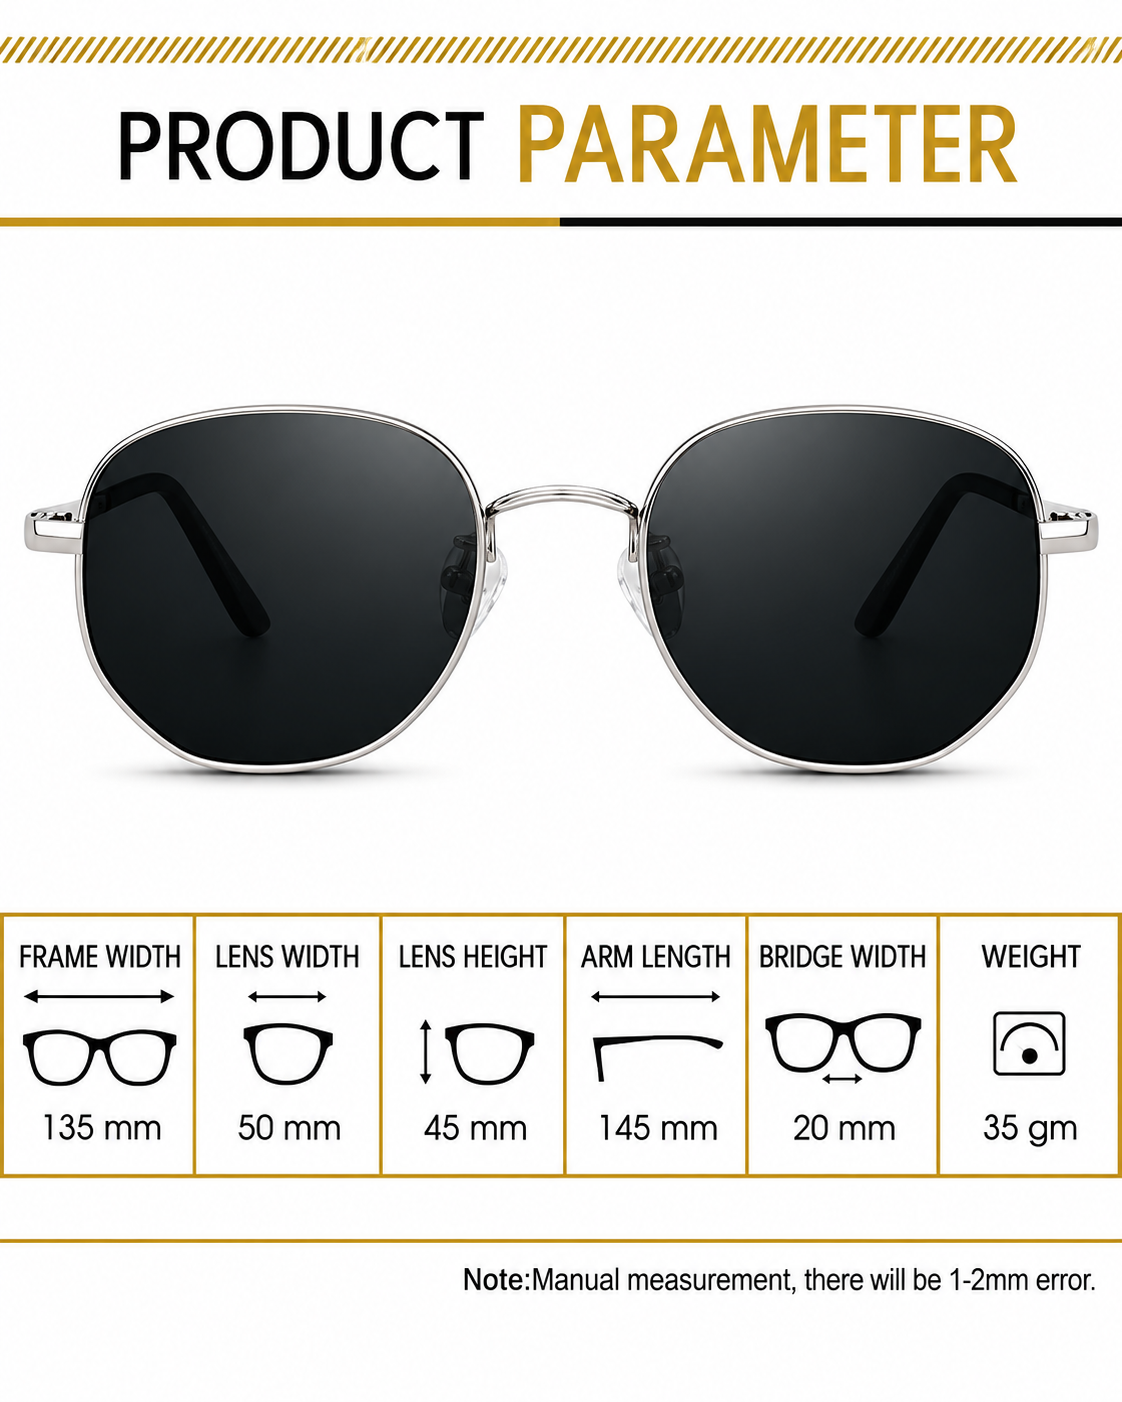 PRODUCT PARAMETER
FRAME WIDTH
135 mm
LENS WIDTH
50 mm
LENS HEIGHT
45 mm
ARM LENGTH
145 mm
BRIDGE WIDTH
20 mm
WEIGHT
35 gm
Note:Manual measurement, there will be 1-2mm error.